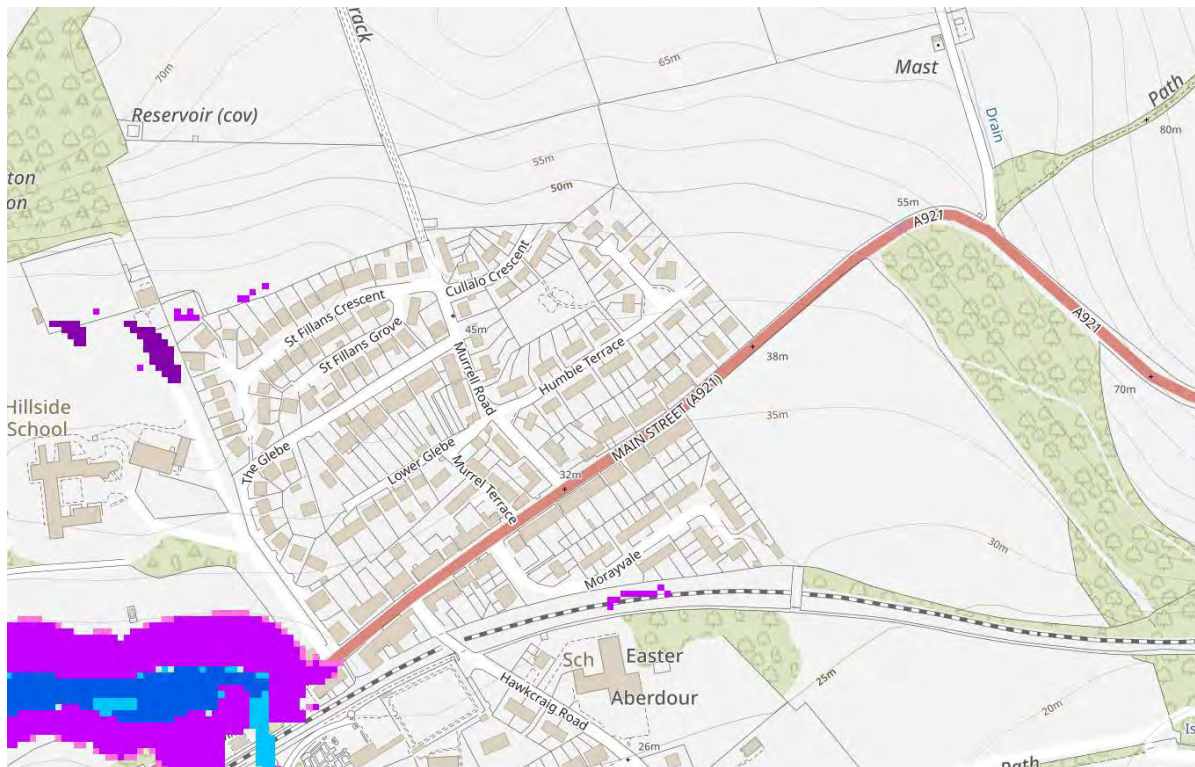 rack
65m
Mast
70m
Path
Drain
Reservoir (cov)
80m
55m
50m
55m
A921
ton
on
Cullalo Crescent
St Fillans Crescent
45m
St Fillans Grove
A921
38m
Murrell Road
Humbie Terrace
70m
MAIN STREET (A921)
35m
Hillside
School
The Glebe
Lower Glebe
Murrel Terrace
32m
30m
Morayvale
Sch
Easter
Aberdour
Hawkcraig Road
25m
20m
26m
Is
Path